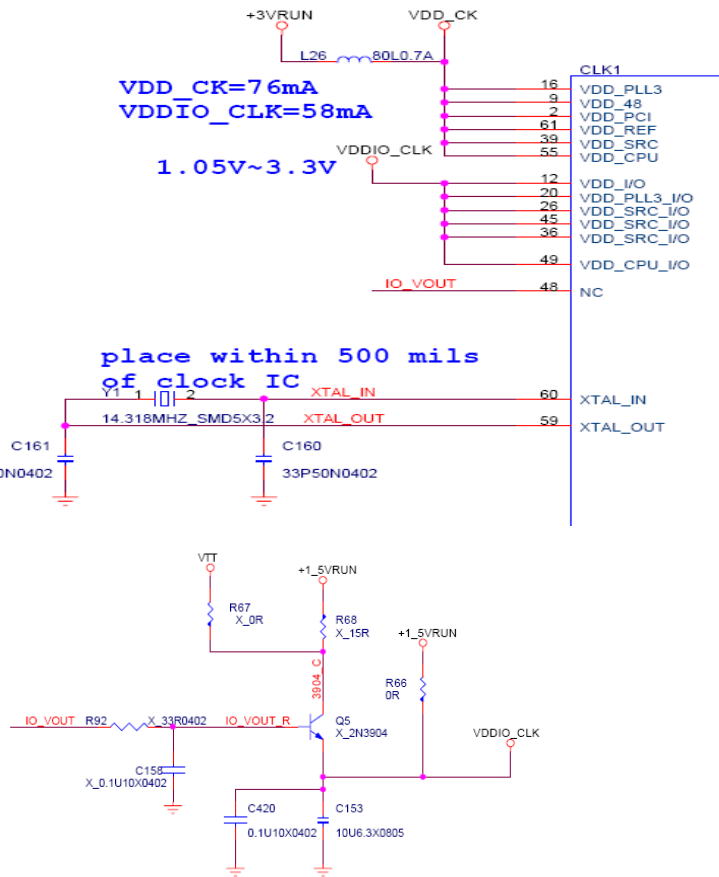 +3VRUN VDD_CK
L26 80L0.7A
CLK1
VDD_CK=76mA
VDDIO_CLK=58mA
1.05V~3.3V
VDDIO_CLK
16 VDD_PLL3
9 VDD_48
2 VDD_PCI
61 VDD_REF
39 VDD_SRC
55 VDD_CPU
12 VDD_I/O
20 VDD_PLL3_I/O
26 VDD_SRC_I/O
45 VDD_SRC_I/O
36 VDD_SRC_I/O
49 VDD_CPU_I/O
IO_VOUT 48 NC
place within 500 mils
of clock IC
Y1 1 2 XTAL_IN 60 XTAL_IN
14.318MHZ_SMD5X3.2 XTAL_OUT 59 XTAL_OUT
C161 C160
0N0402 33P50N0402
VTT
+1_5VRUN
R67
X_0R
R68
X_15R
+1_5VRUN
R66
0R
3904_C
IO_VOUT R92 X_33R0402 IO_VOUT_R
Q5
X_2N3904
VDDIO_CLK
C158
X_0.1U10X0402
C420 C153
0.1U10X0402 10U6.3X0805